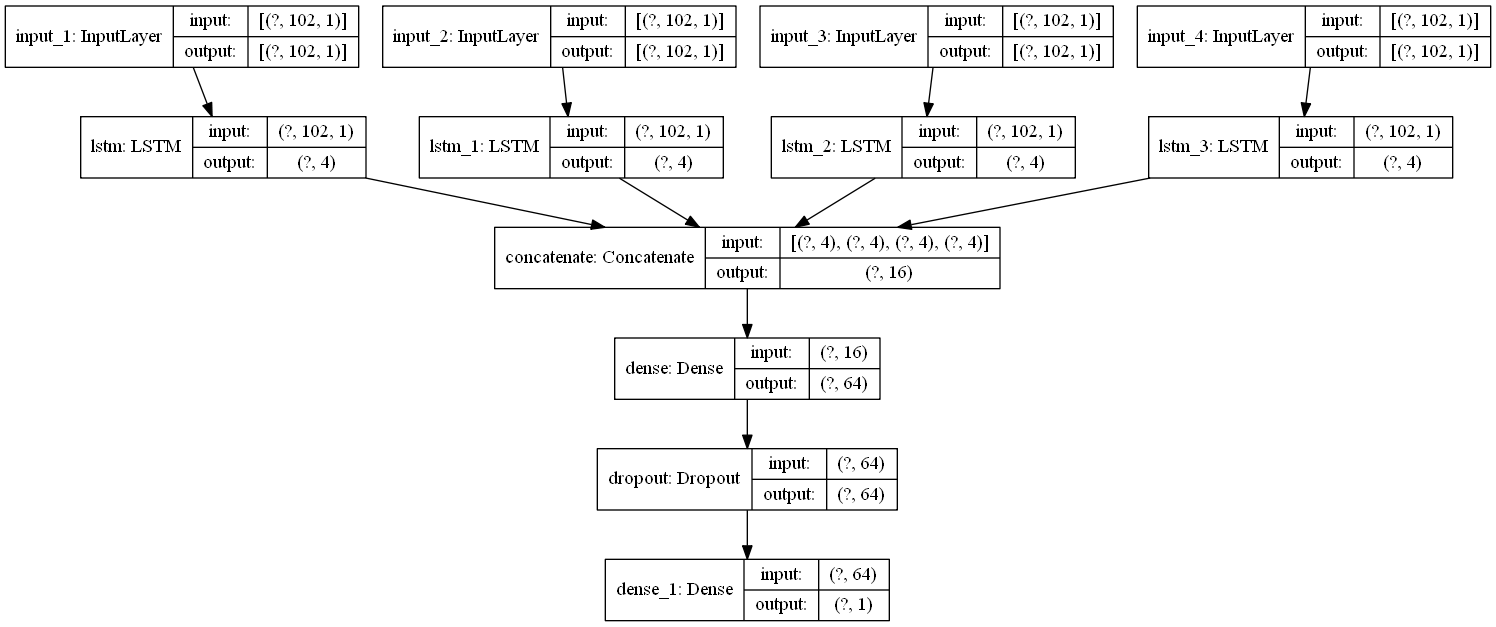 input_1: InputLayer input: [(?, 102, 1)] output: [(?, 102, 1)]
input_2: InputLayer input: [(?, 102, 1)] output: [(?, 102, 1)]
input_3: InputLayer input: [(?, 102, 1)] output: [(?, 102, 1)]
input_4: InputLayer input: [(?, 102, 1)] output: [(?, 102, 1)]
lstm: LSTM input: (?, 102, 1) output: (?, 4)
lstm_1: LSTM input: (?, 102, 1) output: (?, 4)
lstm_2: LSTM input: (?, 102, 1) output: (?, 4)
lstm_3: LSTM input: (?, 102, 1) output: (?, 4)
concatenate: Concatenate input: [(?, 4), (?, 4), (?, 4), (?, 4)] output: (?, 16)
dense: Dense input: (?, 16) output: (?, 64)
dropout: Dropout input: (?, 64) output: (?, 64)
dense_1: Dense input: (?, 64) output: (?, 1)